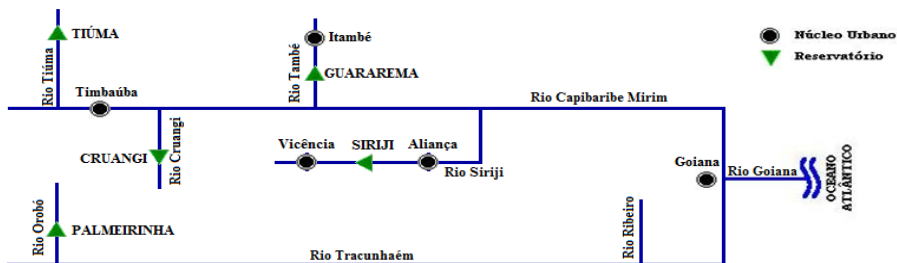 TIÚMA
Rio Tiúma
Timbaúba
Itambé
Rio També
GUARAREMA
Núcleo Urbano
Reservatório
Rio Capibaribe Mirim
CRUANGI
Rio Cruangi
Vicência
SIRIJI
Aliança
Rio Siriji
Goiana
Rio Goiana
OCEANO
ATLÂNTICO
Rio Orobó
PALMEIRINHA
Rio Ribeiro
Rio Tracunhaém